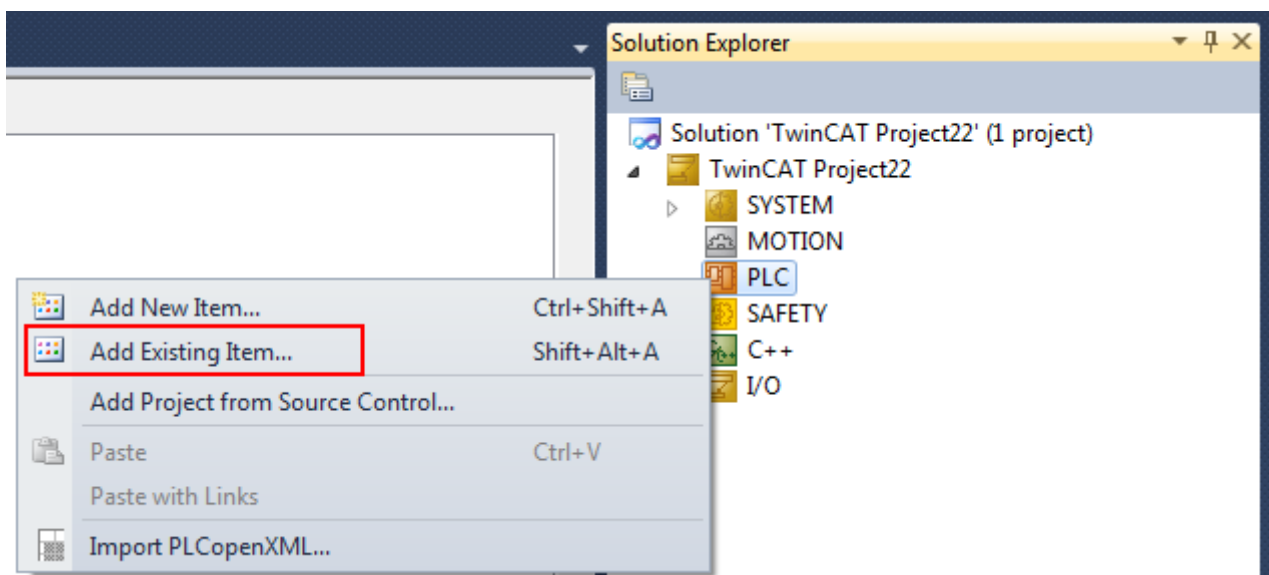 Solution Explorer
Solution 'TwinCAT Project22' (1 project)
TwinCAT Project22
SYSTEM
MOTION
PLC
SAFETY
C++
I/O
Add New Item... Ctrl+Shift+A
Add Existing Item... Shift+Alt+A
Add Project from Source Control...
Paste Ctrl+V
Paste with Links
Import PLCopenXML...